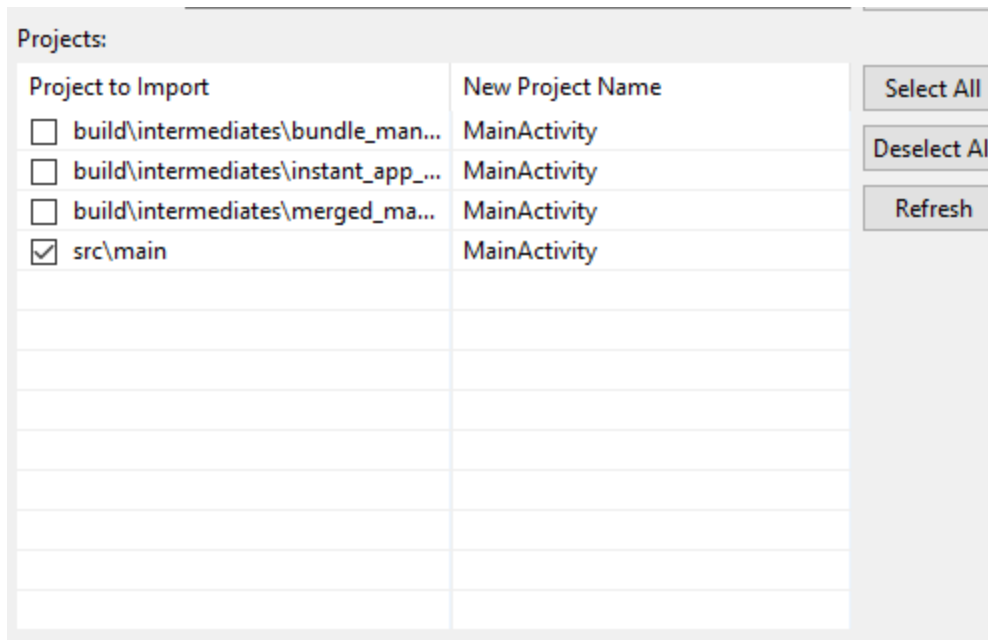 Projects:
Project to Import New Project Name
build\intermediates\bundle_man... MainActivity
build\intermediates\instant_app_... MainActivity
build\intermediates\merged_ma... MainActivity
src\main MainActivity
Select All
Deselect Al
Refresh